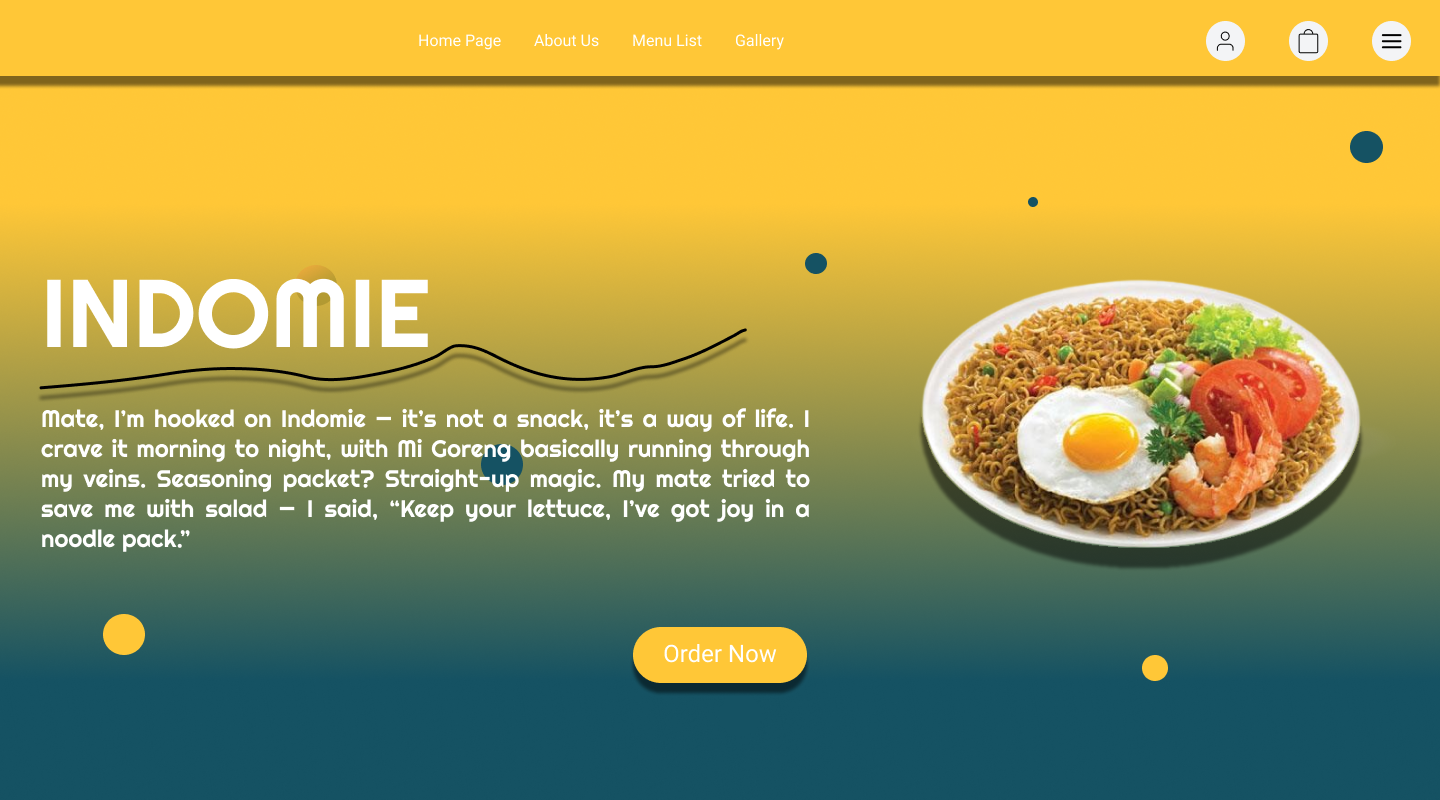 Home Page About Us Menu List Gallery
INDOMIE
Mate, I’m hooked on Indomie – it’s not a snack, it’s a way of life. I
crave it morning to night, with Mi Goreng basically running through
my veins. Seasoning packet? Straight-up magic. My mate tried to
save me with salad – I said, “Keep your lettuce, I’ve got joy in a
noodle pack.”
Order Now